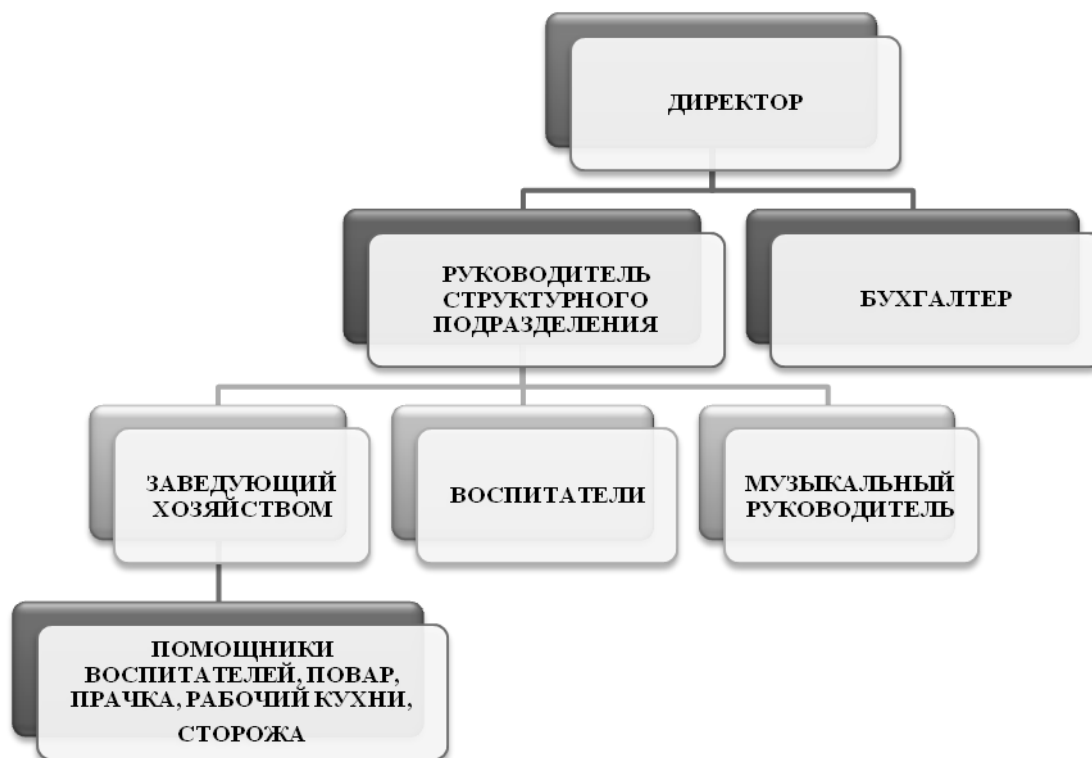 ДИРЕКТОР
РУКОВОДИТЕЛЬ
СТРУКТУРНОГО
ПОДРАЗДЕЛЕНИЯ
БУХГАЛТЕР
ЗАВЕДУЮЩИЙ
ХОЗЯЙСТВОМ
ВОСПИТАТЕЛИ
МУЗЫКАЛЬНЫЙ
РУКОВОДИТЕЛЬ
ПОМОЩНИКИ
ВОСПИТАТЕЛЕЙ, ПОВАР,
ПРАЧКА, РАБОЧИЙ КУХНИ,
СТОРОЖА